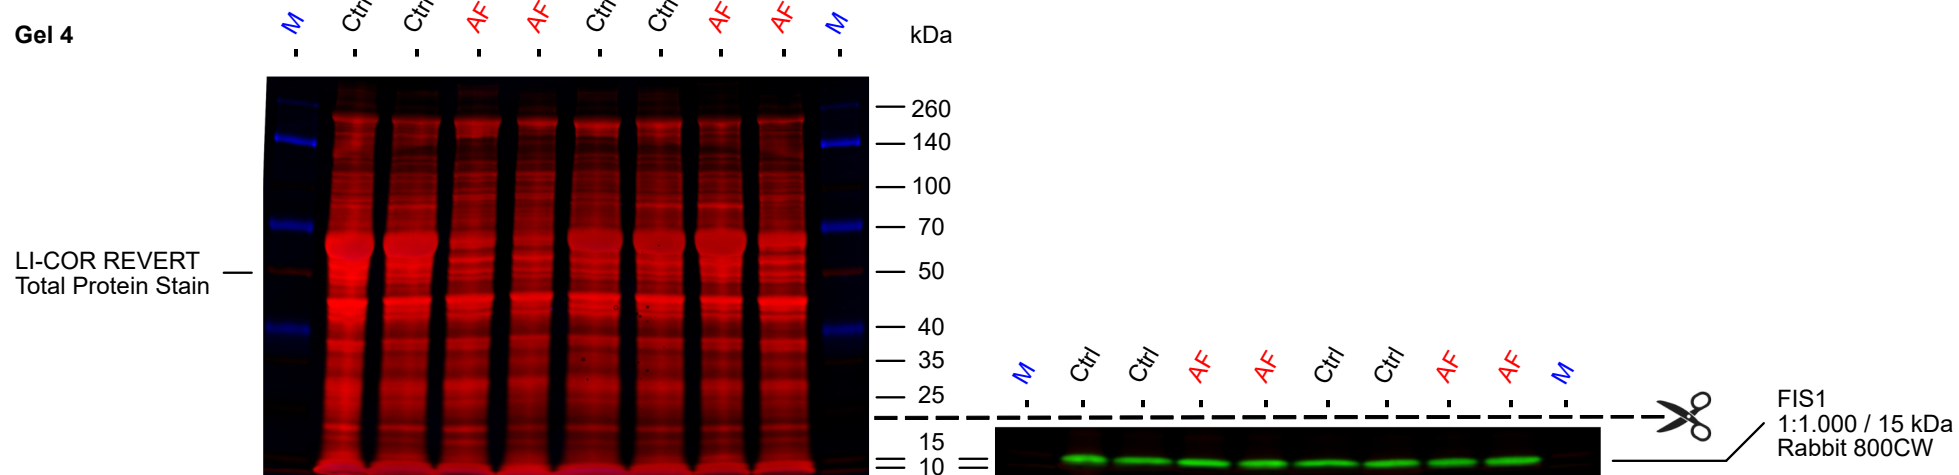 Gel 4
M Ctrl Ctrl AF AF Ctrl Ctrl AF AF M
kDa
260
140
100
70
LI-COR REVERT
Total Protein Stain
50
40
35
25
15
10
M Ctrl Ctrl AF AF Ctrl Ctrl AF AF M
FIS1
1:1.000 / 15 kDa
Rabbit 800CW